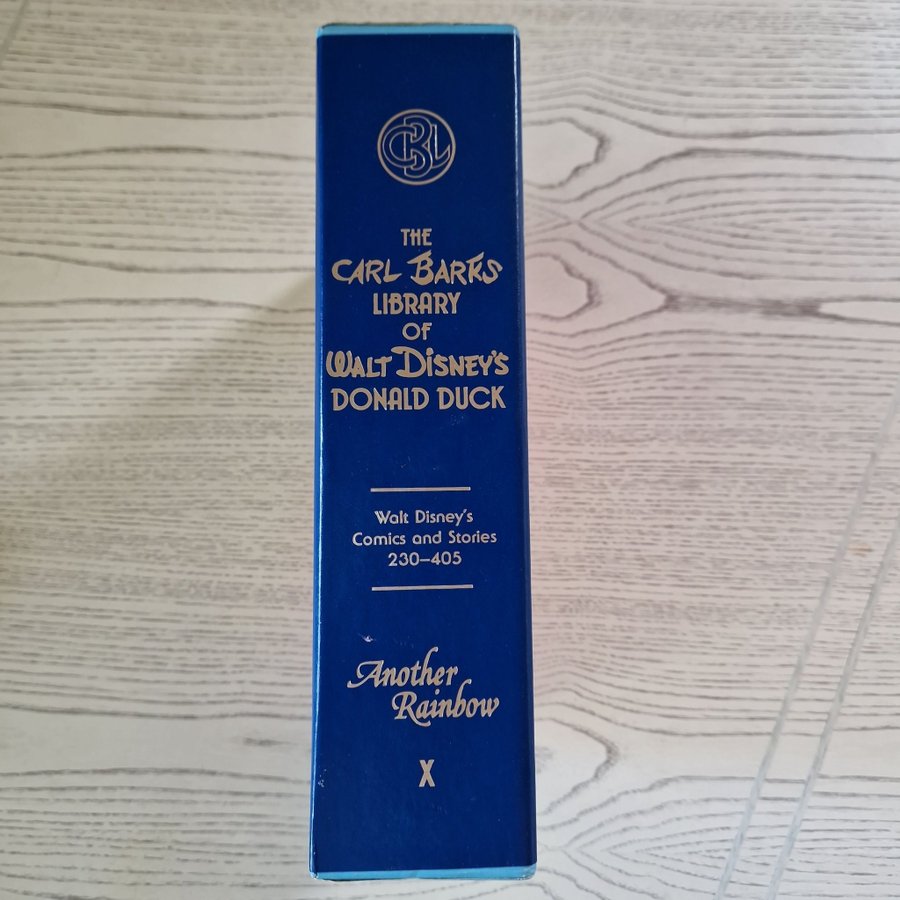 CBL
THE
CARL BARKS
LIBRARY
OF
WALT DISNEY'S
DONALD DUCK
Walt Disney's
Comics and Stories
230–405
Another
Rainbow
X